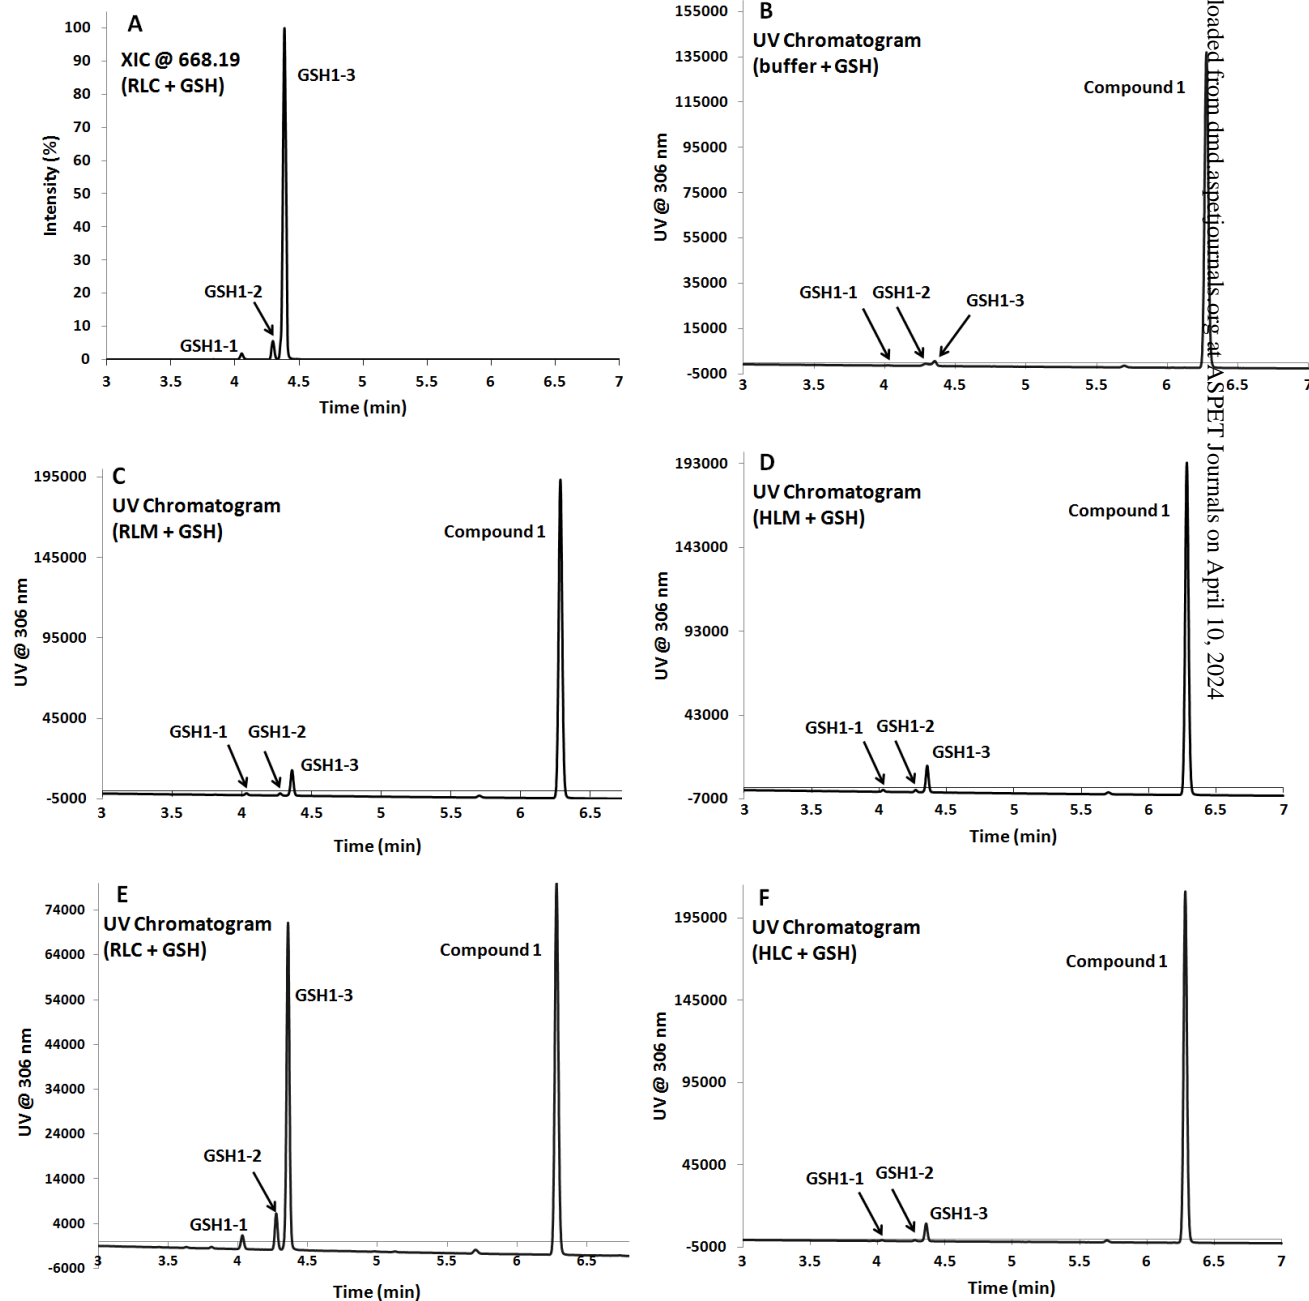 A
XIC @ 668.19
(RLC + GSH)
GSH1-3
GSH1-2
GSH1-1
100
90
80
70
60
50
40
30
20
10
0
Intensity (%)
3 3.5 4 4.5 5 5.5 6 6.5 7
Time (min)
B
UV Chromatogram
(buffer + GSH)
Compound 1
GSH1-1 GSH1-2 GSH1-3
155000
135000
115000
95000
75000
55000
35000
15000
-5000
UV @ 306 nm
3 3.5 4 4.5 5 5.5 6 6.5 7
Time (min)
C
UV Chromatogram
(RLM + GSH)
Compound 1
GSH1-1 GSH1-2
GSH1-3
195000
145000
95000
45000
-5000
UV @ 306 nm
3 3.5 4 4.5 5 5.5 6 6.5
Time (min)
D
UV Chromatogram
(HLM + GSH)
Compound 1
GSH1-1 GSH1-2
GSH1-3
193000
143000
93000
43000
-7000
UV @ 306 nm
3 3.5 4 4.5 5 5.5 6 6.5 7
Time (min)
E
UV Chromatogram
(RLC + GSH)
Compound 1
GSH1-3
GSH1-2
GSH1-1
74000
64000
54000
44000
34000
24000
14000
4000
-6000
UV @ 306 nm
3 3.5 4 4.5 5 5.5 6 6.5
Time (min)
F
UV Chromatogram
(HLC + GSH)
Compound 1
GSH1-1 GSH1-2
GSH1-3
195000
145000
95000
45000
-5000
UV @ 306 nm
3 3.5 4 4.5 5 5.5 6 6.5 7
Time (min)
loaded from dmd.aspetjournals.org at ASPET Journals on April 10, 2024